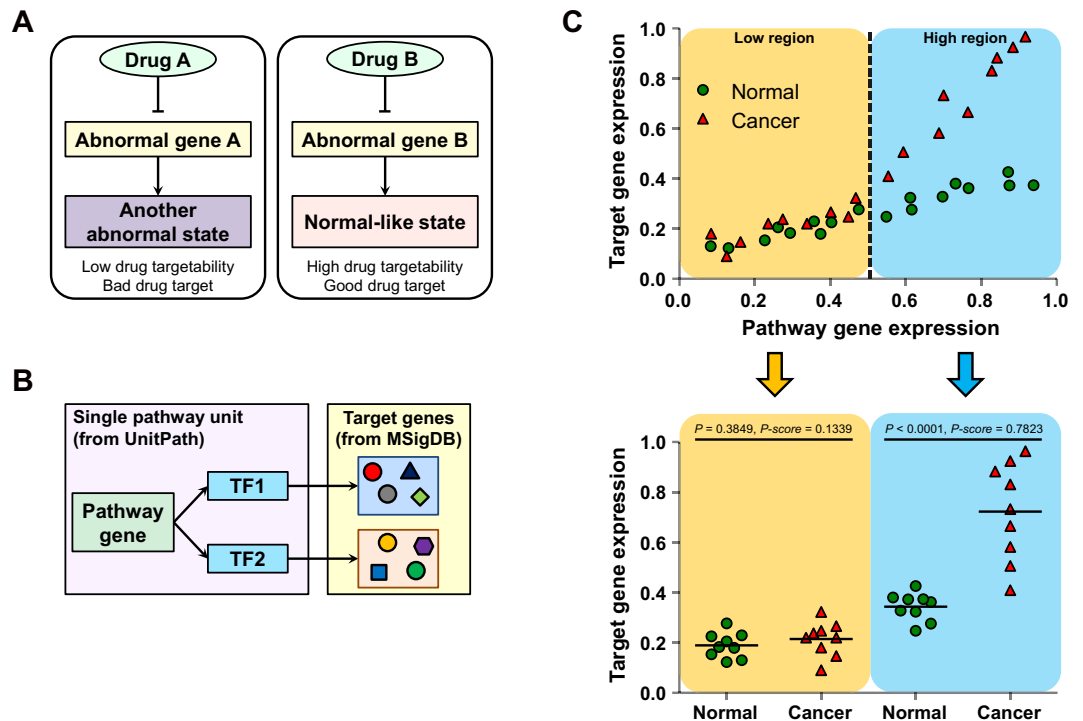 A
Drug A
Abnormal gene A
Another
abnormal state
Low drug targetability
Bad drug target
Drug B
Abnormal gene B
Normal-like state
High drug targetability
Good drug target
B
Single pathway unit
(from UnitPath)
Target genes
(from MSigDB)
Pathway
gene
TF1
TF2
C
Low region
High region
Normal
Cancer
Target gene expression
1.0
0.8
0.6
0.4
0.2
0.0
0.0
0.2
0.4
0.6
0.8
1.0
Pathway gene expression
P = 0.3849, P-score = 0.1339
P < 0.0001, P-score = 0.7823
Target gene expression
1.0
0.8
0.6
0.4
0.2
0.0
Normal
Cancer
Normal
Cancer